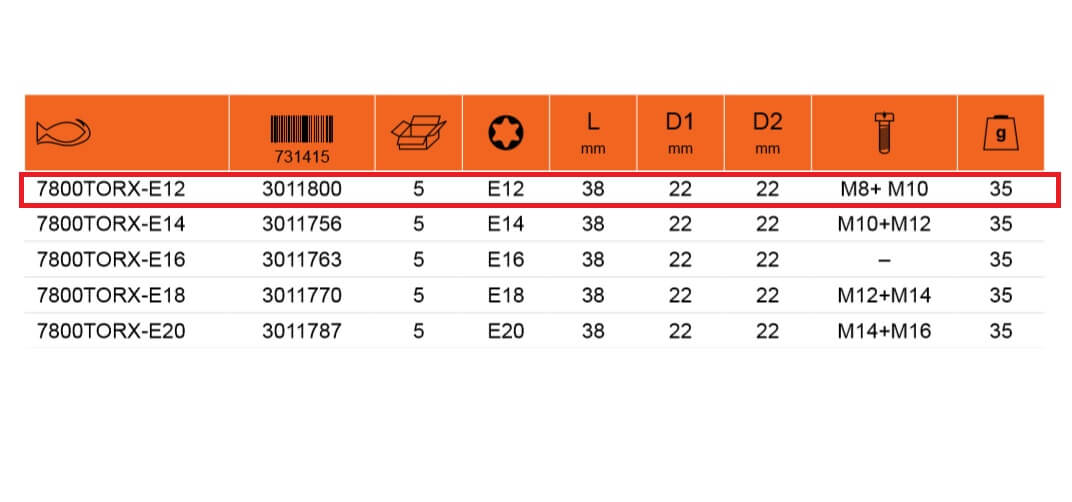 731415 g L mm D1 mm D2 mm
7800TORX-E12 3011800 5 E12 38 22 22 M8+ M10 35
7800TORX-E14 3011756 5 E14 38 22 22 M10+M12 35
7800TORX-E16 3011763 5 E16 38 22 22 – 35
7800TORX-E18 3011770 5 E18 38 22 22 M12+M14 35
7800TORX-E20 3011787 5 E20 38 22 22 M14+M16 35